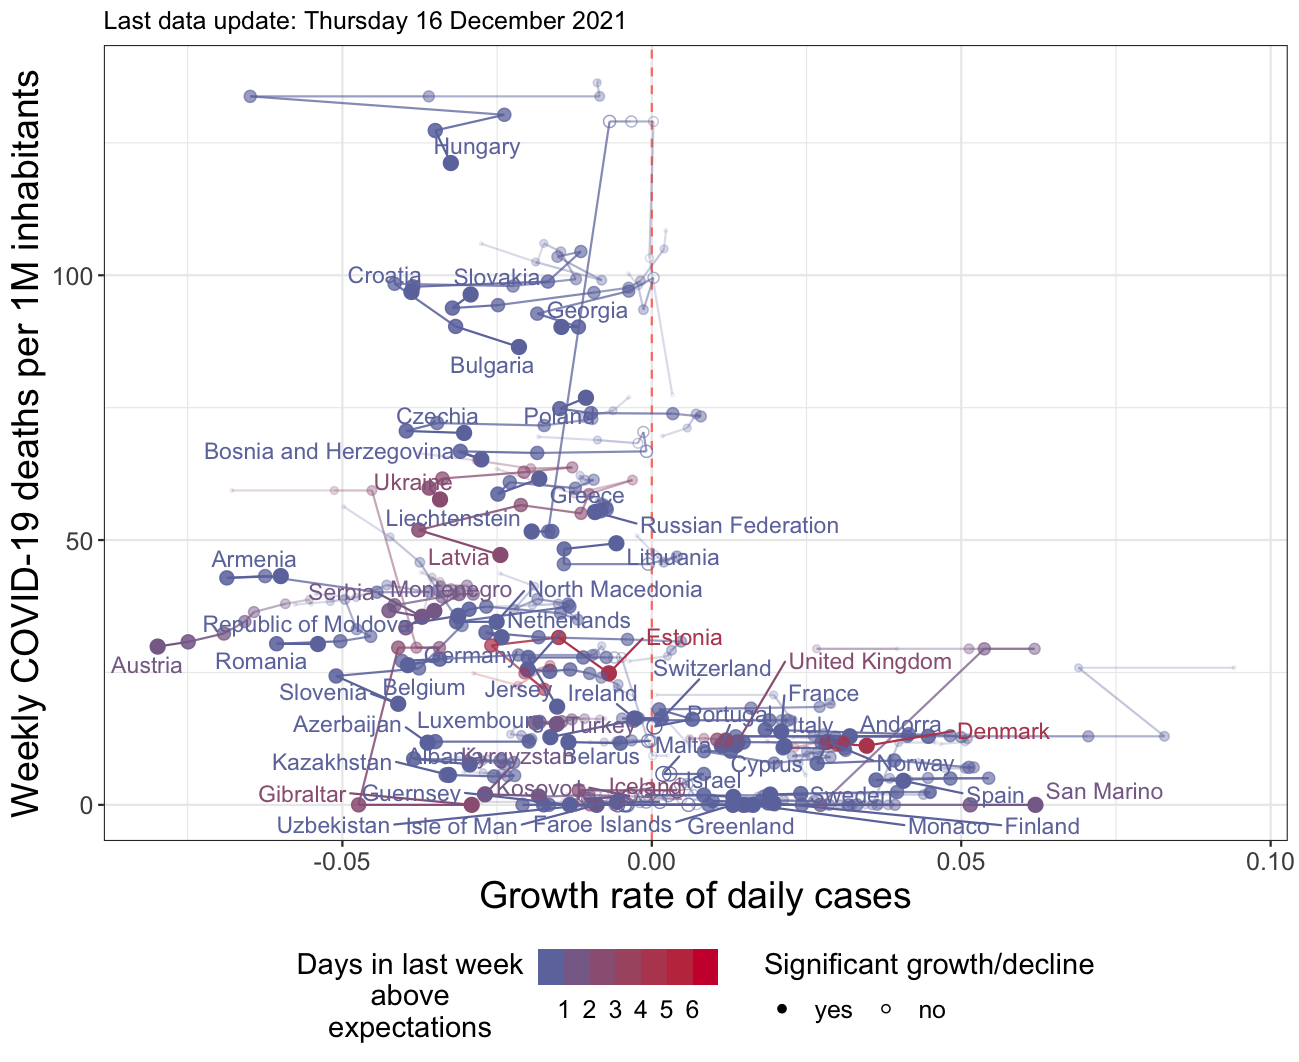 Last data update: Thursday 16 December 2021
Weekly COVID-19 deaths per 1M inhabitants
100
50
0
Hungary
Croatia
Slovakia
Georgia
Bulgaria
Czechia
Poland
Bosnia and Herzegovina
Ukraine
Greece
Liechtenstein
Russian Federation
Latvia
Lithuania
Armenia
Serbia
Montenegro
North Macedonia
Republic of Moldova
Netherlands
Estonia
Austria
Romania
Germany
Switzerland
United Kingdom
Slovenia
Belgium
Jersey
Ireland
France
Azerbaijan
Luxembourg
Turkey
Portugal
Italy
Andorra
Denmark
Kazakhstan
Albania
Kyrgyzstan
Belarus
Malta
Cyprus
Norway
Gibraltar
Guernsey
Kosovo
Iceland
Israel
Sweden
Spain
San Marino
Uzbekistan
Isle of Man
Faroe Islands
Greenland
Monaco
Finland
-0.05
0.00
0.05
0.10
Growth rate of daily cases
Days in last week
above
expectations
1 2 3 4 5 6
Significant growth/decline
yes
no